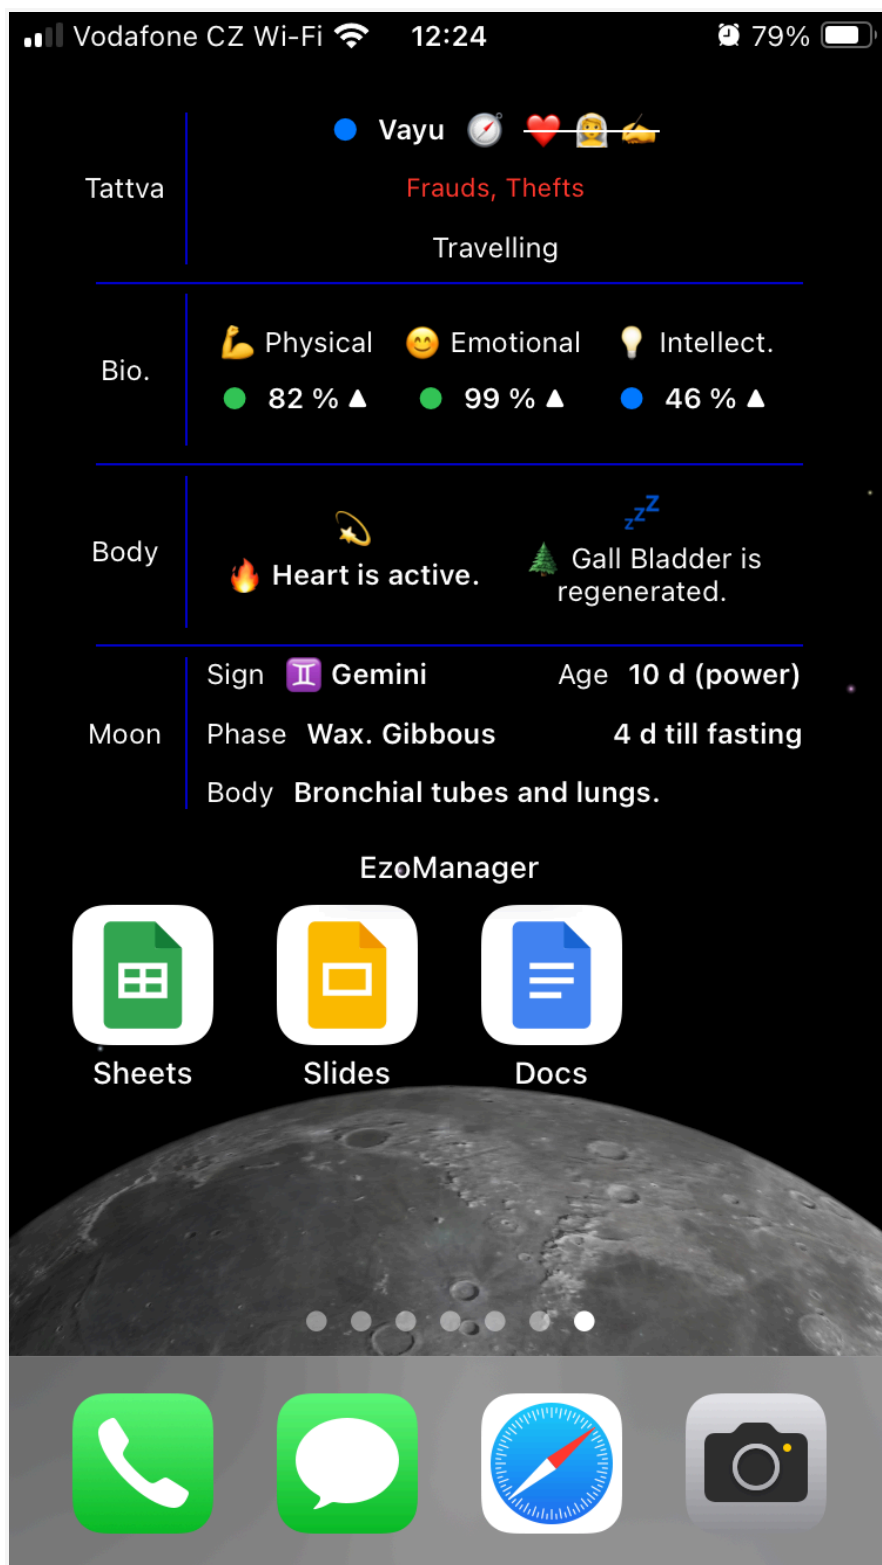 Vodafone CZ Wi-Fi 12:24 79%
Vayu
Frauds, Thefts
Tattva
Travelling
Physical Emotional Intellect.
Bio.
82 % 99 % 46 %
Body
Heart is active.
Gall Bladder is
regenerated.
Sign Gemini Age 10 d (power)
Moon Phase Wax. Gibbous 4 d till fasting
Body Bronchial tubes and lungs.
EzoManager
Sheets Slides Docs